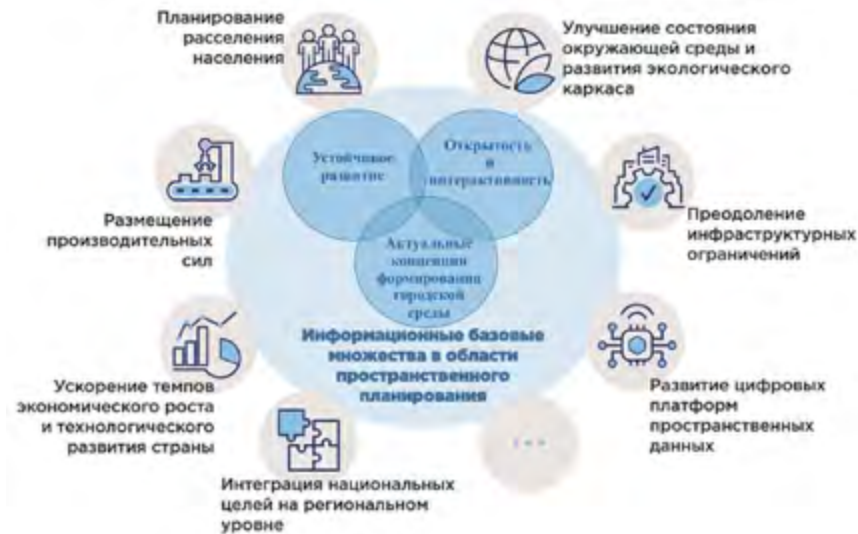 Планирование
расселения
населения
Улучшение состояния
окружающей среды и
развития экологического
каркаса
Устойчивое
развитие
Открытость
и
интерактивность
Размещение
производительных
сил
Преодоление
инфраструктурных
ограничений
Актуальные
концепции
формирования
городской
среды
Информационные базовые
множества в области
пространственного
планирования
Ускорение темпов
экономического роста
и технологического
развития страны
Развитие цифровых
платформ
пространственных
данных
Интеграция национальных
целей на региональном
уровне
...